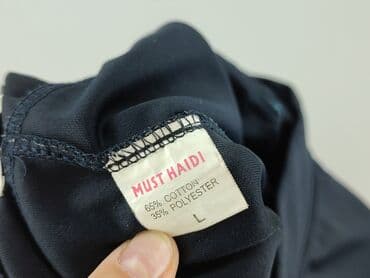 MUST HAIDI
65% COTTON
35% POLYESTER
L